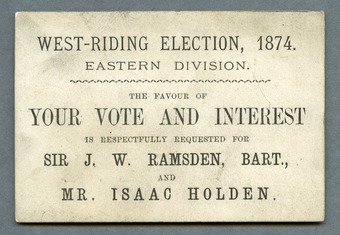 WEST-RIDING ELECTION, 1874.
EASTERN DIVISION.
THE FAVOUR OF
YOUR VOTE AND INTEREST
IS RESPECTFULLY REQUESTED FOR
SIR J. W. RAMSDEN, BART.,
AND
MR. ISAAC HOLDEN.